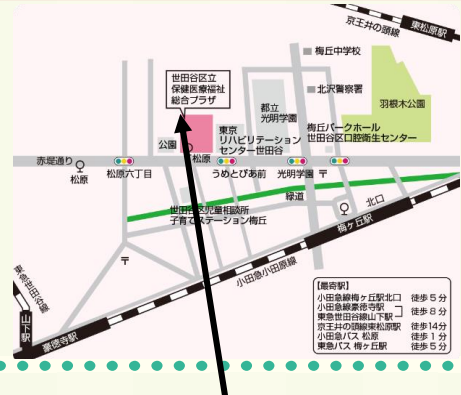 京王井の頭線
東松原駅
梅丘中学校
世田谷区立
保健医療福祉
総合プラザ
北沢警察署
都立
光明学園
羽根木公園
東京
リハビリテーション
センター世田谷
梅丘パークホール
世田谷区口腔衛生センター
公園
松原
赤堤通り
松原
松原六丁目
うめとぴあ前
光明学園
緑道
北口
世田谷区児童相談所
子育てステーション梅丘
梅ヶ丘駅
小田急小田原線
東急世田谷線
山下駅
豪徳寺駅
【最寄駅】
小田急線梅ヶ丘駅北口 徒歩5分
小田急線豪徳寺駅
東急世田谷線山下駅 徒歩8分
京王井の頭線東松原駅 徒歩14分
小田急バス 松原 徒歩1分
東急バス 梅ヶ丘駅 徒歩5分